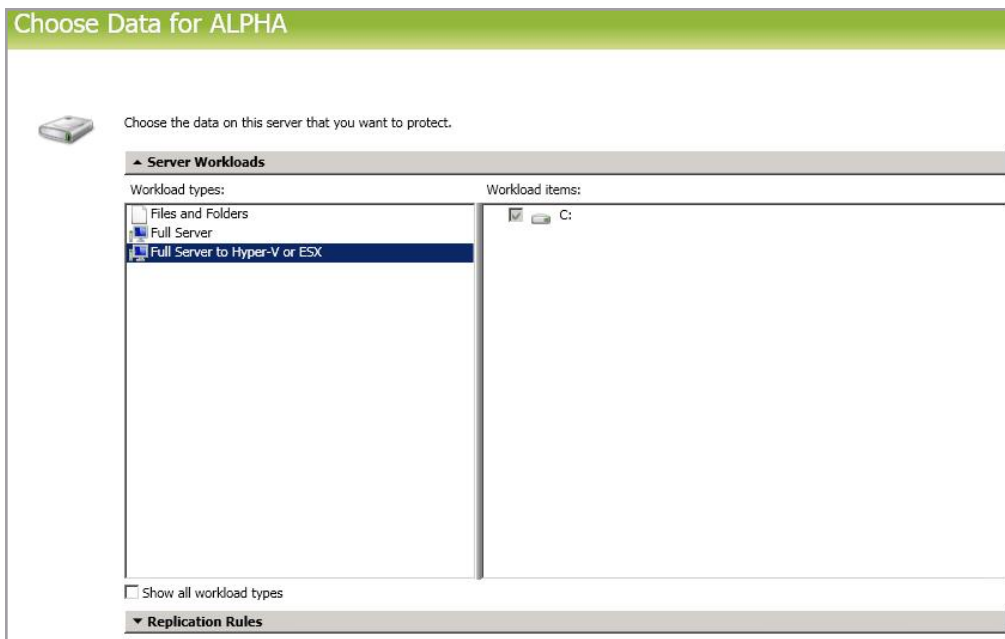 Choose Data for ALPHA
Choose the data on this server that you want to protect.
Server Workloads
Workload types:
Workload items:
Files and Folders
C:
Full Server
Full Server to Hyper-V or ESX
Show all workload types
Replication Rules